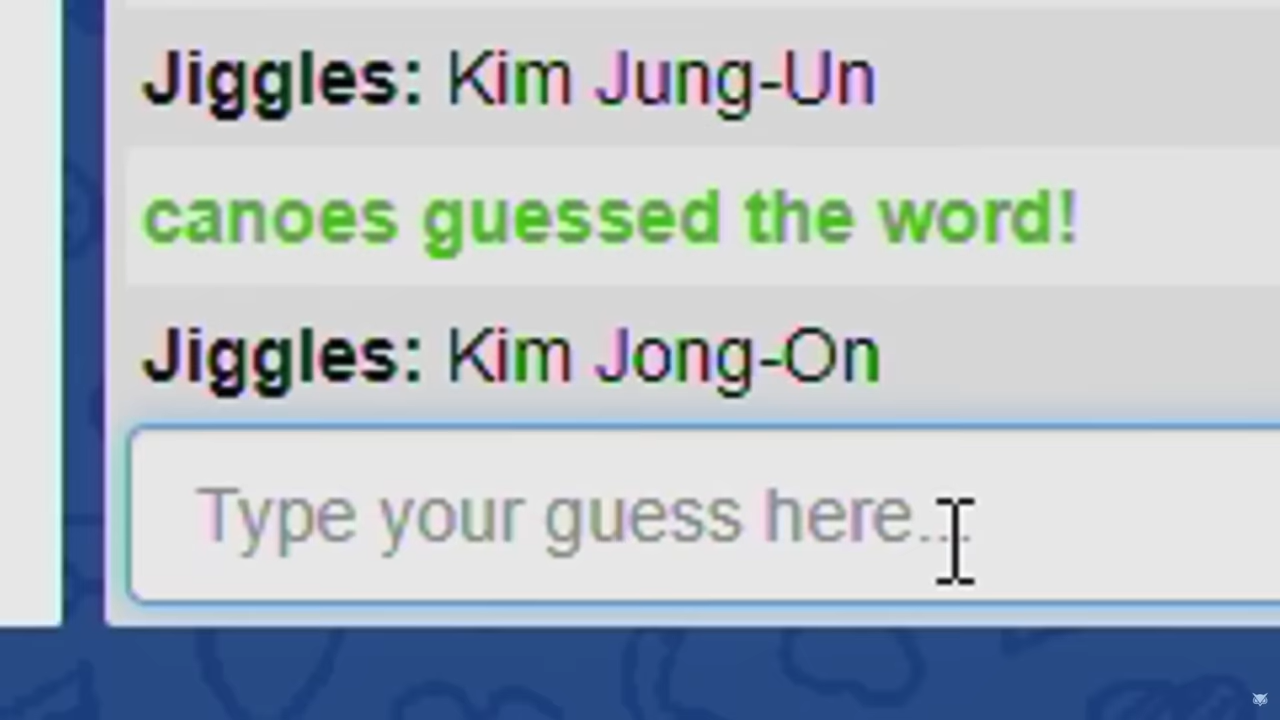 Jiggles: Kim Jung-Un
canoes guessed the word!
Jiggles: Kim Jong-On
Type your guess here...